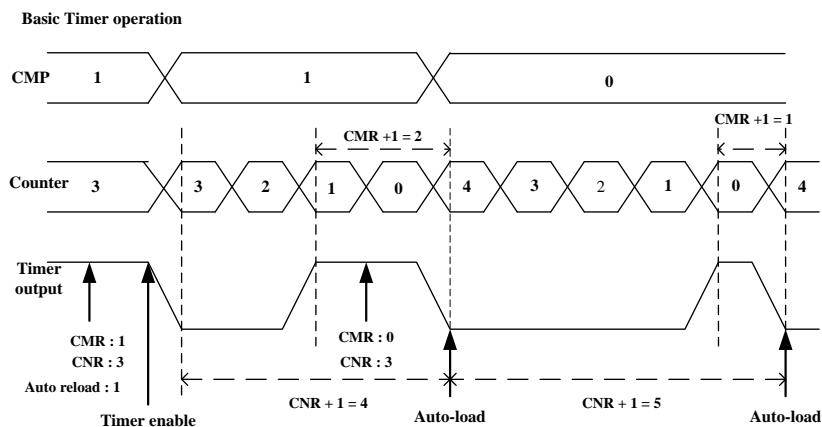 Basic Timer operation
CMP 1 1 0
CMR +1 = 2 CMR +1 = 1
Counter 3 3 2 1 0 4 3 2 1 0 4
Timer output
CMR : 1
CNR : 3
Auto reload : 1
CMR : 0
CNR : 3
CNR + 1 = 4 CNR + 1 = 5
Timer enable Auto-load Auto-load